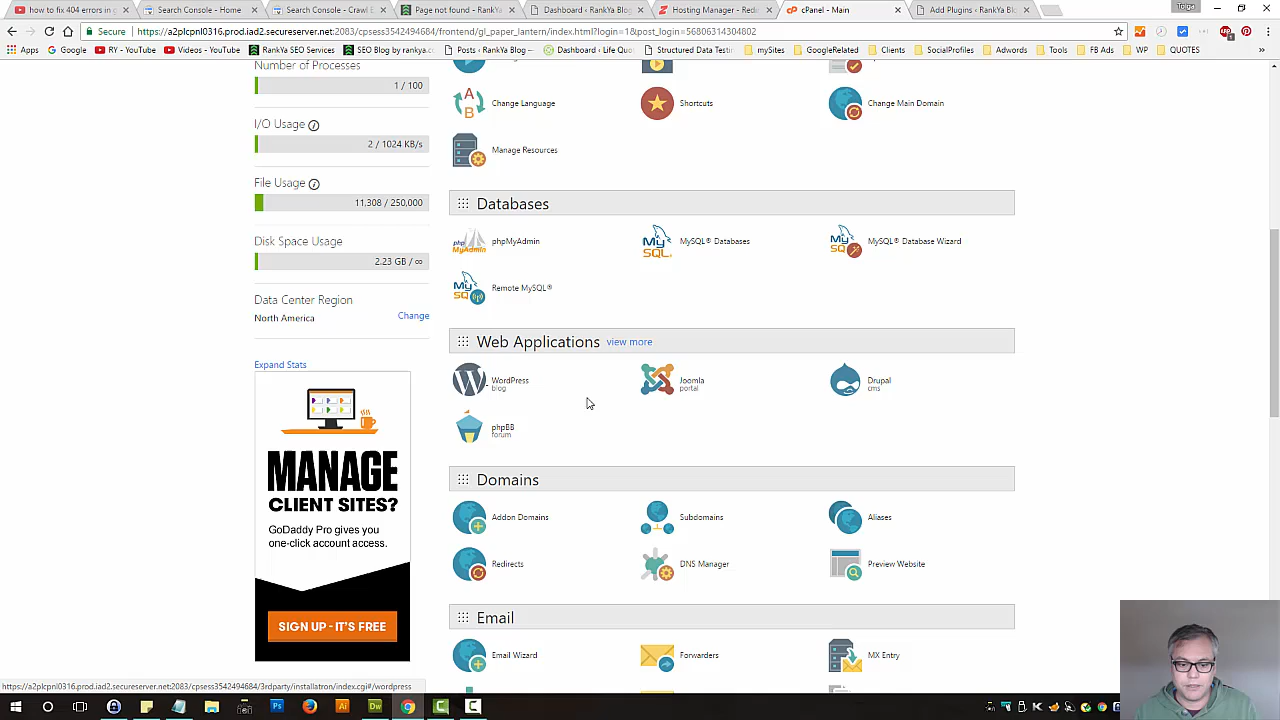 how to fix 404 errors in g
Search Console - Home
Search Console - Crawl E
Page not found - RankYa
Dashboard ‹ RankYa Blog
Hosting Manager - Redi
cPanel - Main
Add Plugins ‹ RankYa Blo
Secure
https://a2plcpnl0316.prod.iad2.secureserver.net:2083/cpsess3542494684/frontend/gl_paper_lantern/index.html?login=1&post_login=56806314304802
Apps
Google
RY - YouTube
Videos - YouTube
RankYa SEO Services
SEO Blog by rankya.c
Posts ‹ RankYa Blog
Dashboard ‹ Life Quo
Structured Data Testin
mySites
GoogleRelated
Clients
SocialProfiles
Adwords
Tools
FB Ads
WP
QUOTES
Number of Processes
1 / 100
I/O Usage
2 / 1024 KB/s
File Usage
11,308 / 250,000
Disk Space Usage
2.23 GB / ∞
Data Center Region
North America
Change
Expand Stats
MANAGE
CLIENT SITES?
GoDaddy Pro gives you
one-click account access.
SIGN UP - IT'S FREE
Change Language
Shortcuts
Change Main Domain
Manage Resources
Databases
phpMyAdmin
MySQL® Databases
MySQL® Database Wizard
Remote MySQL®
Web Applications view more
WordPress
blog
Joomla
portal
Drupal
cms
phpBB
forum
Domains
Addon Domains
Subdomains
Aliases
Redirects
DNS Manager
Preview Website
Email
Email Wizard
Forwarders
MX Entry
https://a2plcpnl0316.prod.iad2.secureserver.net:2083/cpsess3542494684/3rdparty/installatron/index.cgi#/wordpress